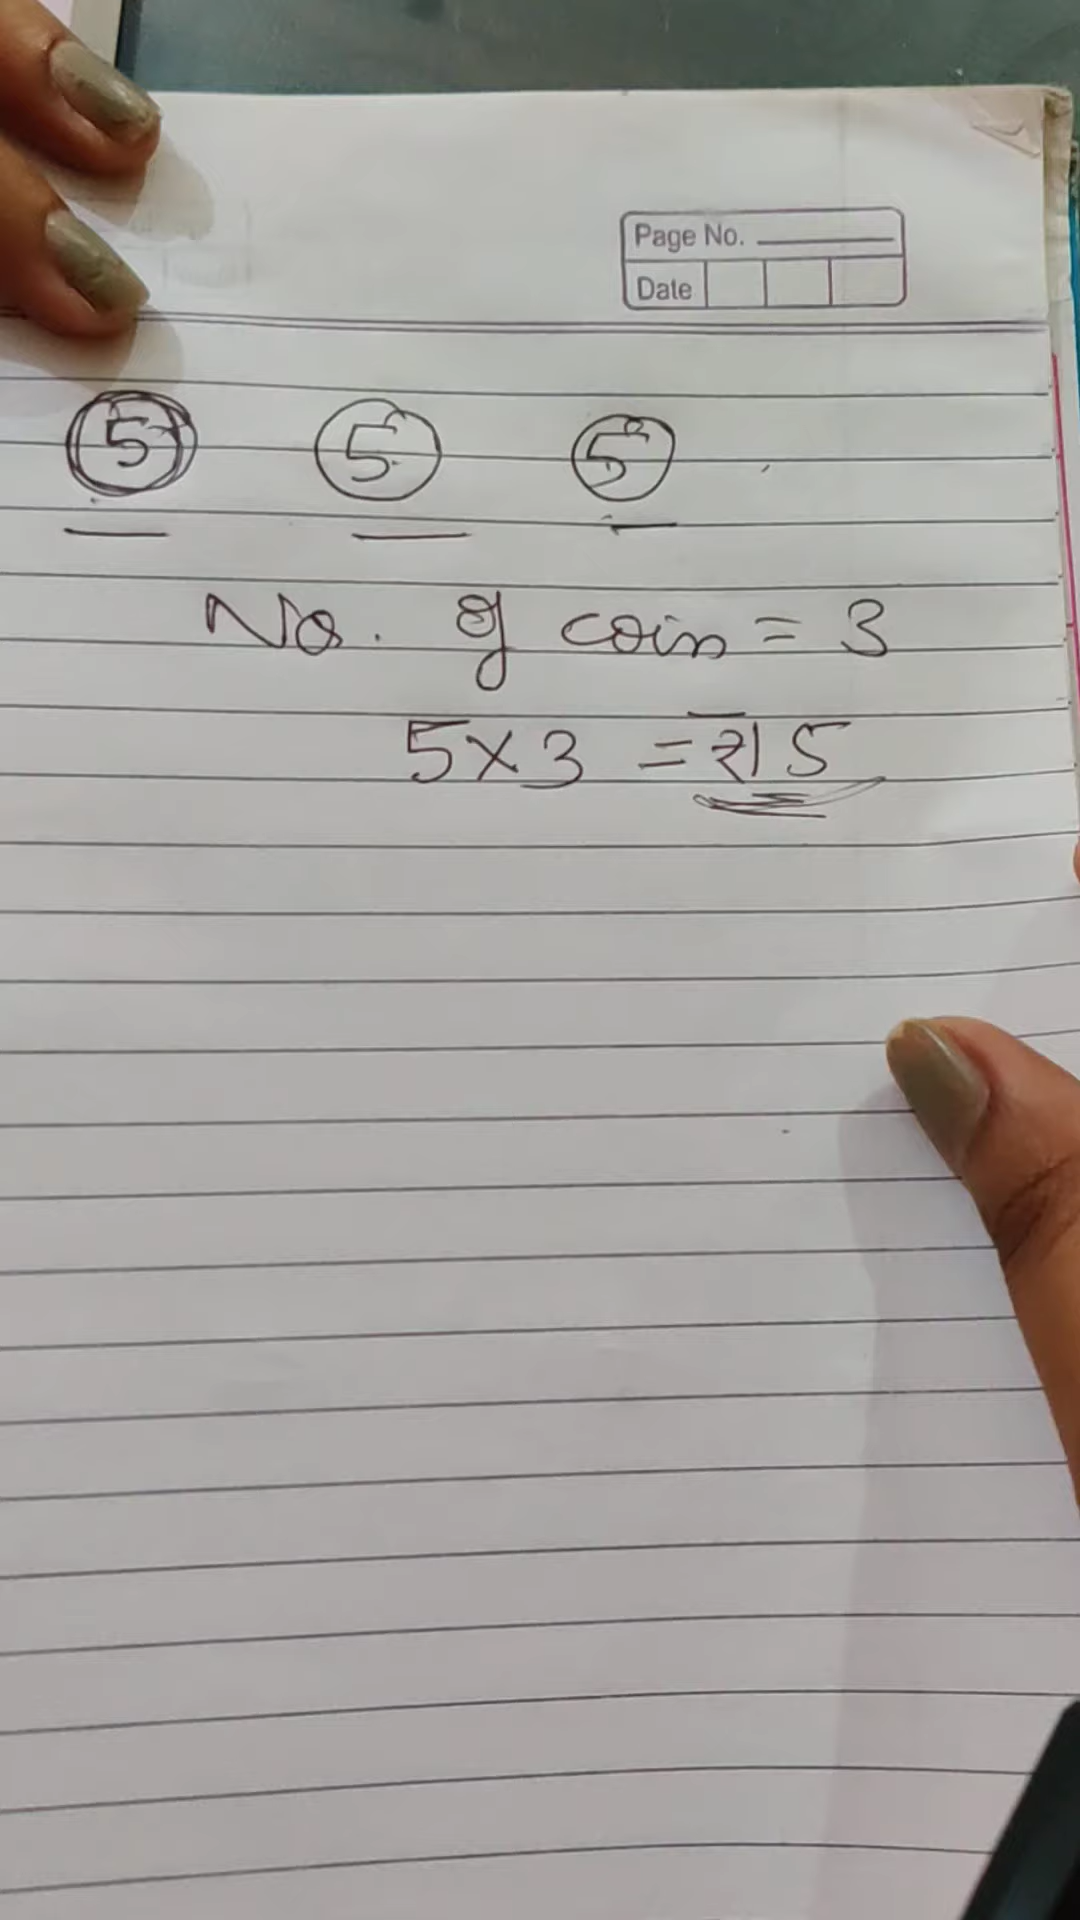 Page No.
Date
5 5 5
No. of coin = 3
5 × 3 = ₹15